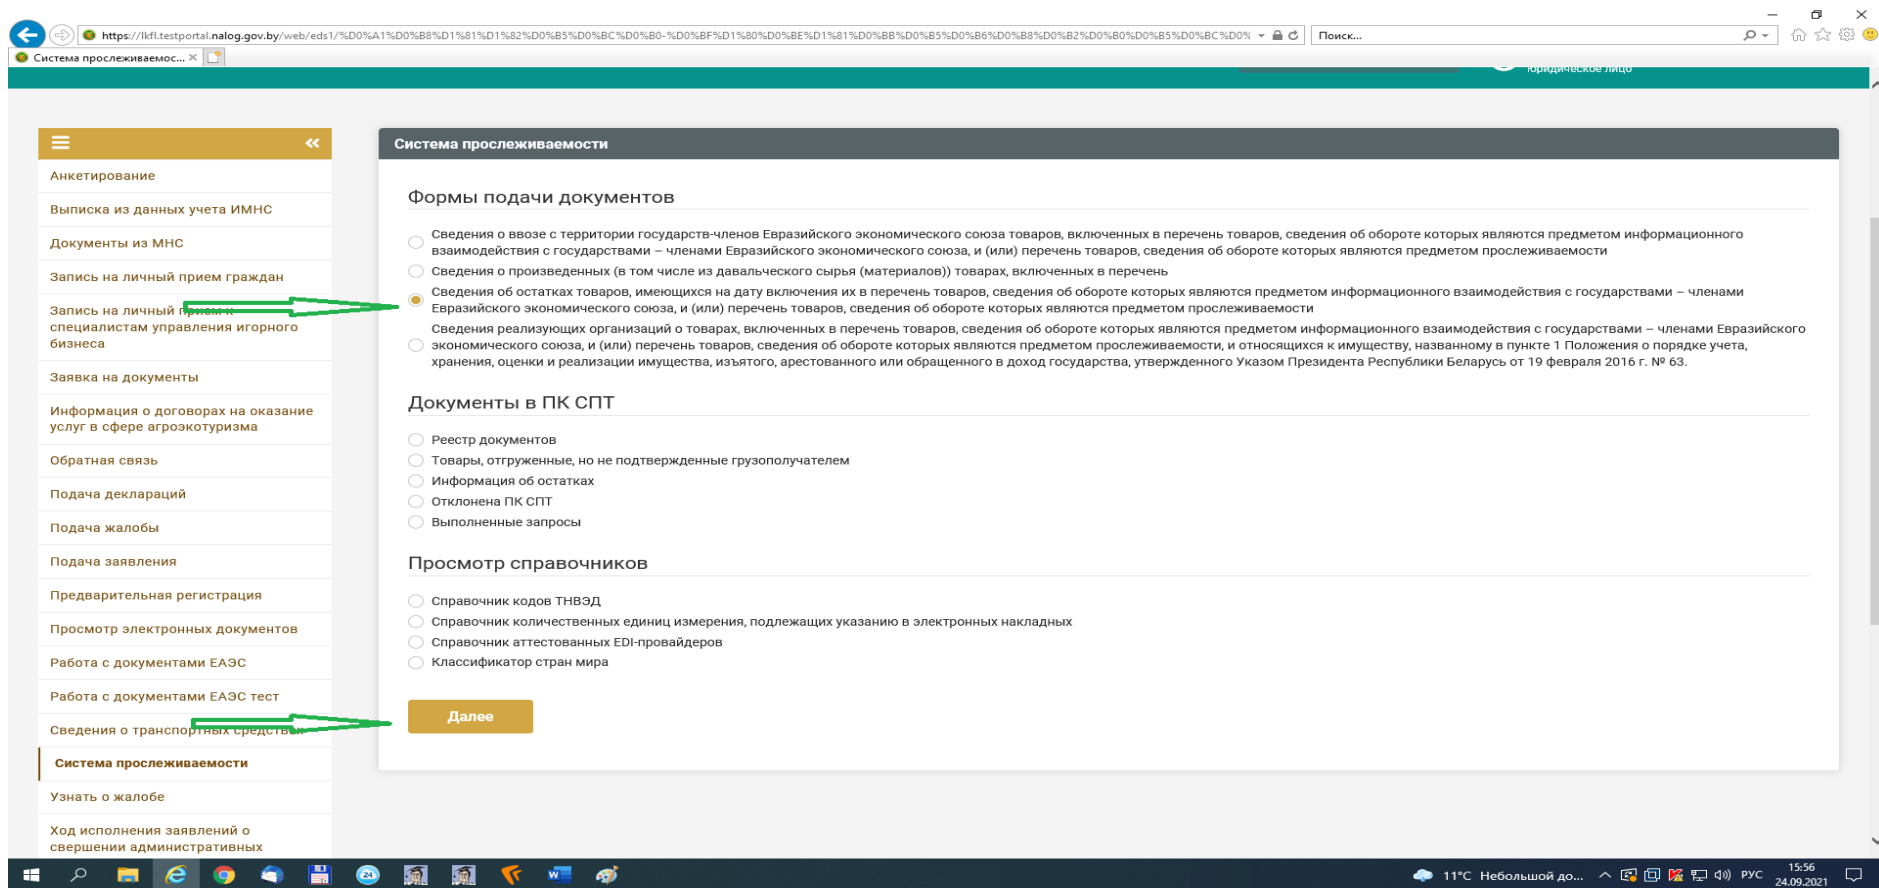 https://lkfl.testportal.nalog.gov.by/web/eds1/%D0%A1%D0%B8%D1%81%D1%82%D0%B5%D0%BC%D0%B0-%D0%BF%D1%80%D0%BE%D1%81%D0%BB%D0%B5%D0%B6%D0%B8%D0%B2%D0%B0%D0%B5%D0%BC%D0%
Поиск...
Система прослеживаемос...
юридическое лицо
Анкетирование
Выписка из данных учета ИМНС
Документы из МНС
Запись на личный прием граждан
Запись на личный прием к
специалистам управления игорного
бизнеса
Заявка на документы
Информация о договорах на оказание
услуг в сфере агроэкотуризма
Обратная связь
Подача деклараций
Подача жалобы
Подача заявления
Предварительная регистрация
Просмотр электронных документов
Работа с документами ЕАЭС
Работа с документами ЕАЭС тест
Сведения о транспортных средствах
Система прослеживаемости
Узнать о жалобе
Ход исполнения заявлений о
свершении административных
Система прослеживаемости
Формы подачи документов
Сведения о ввозе с территории государств-членов Евразийского экономического союза товаров, включенных в перечень товаров, сведения об обороте которых являются предметом информационного
взаимодействия с государствами – членами Евразийского экономического союза, и (или) перечень товаров, сведения об обороте которых являются предметом прослеживаемости
Сведения о произведенных (в том числе из давальческого сырья (материалов)) товарах, включенных в перечень
Сведения об остатках товаров, имеющихся на дату включения их в перечень товаров, сведения об обороте которых являются предметом информационного взаимодействия с государствами – членами
Евразийского экономического союза, и (или) перечень товаров, сведения об обороте которых являются предметом прослеживаемости
Сведения реализующих организаций о товарах, включенных в перечень товаров, сведения об обороте которых являются предметом информационного взаимодействия с государствами – членами Евразийского
экономического союза, и (или) перечень товаров, сведения об обороте которых являются предметом прослеживаемости, и относящихся к имуществу, названному в пункте 1 Положения о порядке учета,
хранения, оценки и реализации имущества, изъятого, арестованного или обращенного в доход государства, утвержденного Указом Президента Республики Беларусь от 19 февраля 2016 г. № 63.
Документы в ПК СПТ
Реестр документов
Товары, отгруженные, но не подтвержденные грузополучателем
Информация об остатках
Отклонена ПК СПТ
Выполненные запросы
Просмотр справочников
Справочник кодов ТНВЭД
Справочник количественных единиц измерения, подлежащих указанию в электронных накладных
Справочник аттестованных EDI-провайдеров
Классификатор стран мира
Далее
11°C Небольшой до...
РУС
15:56
24.09.2021